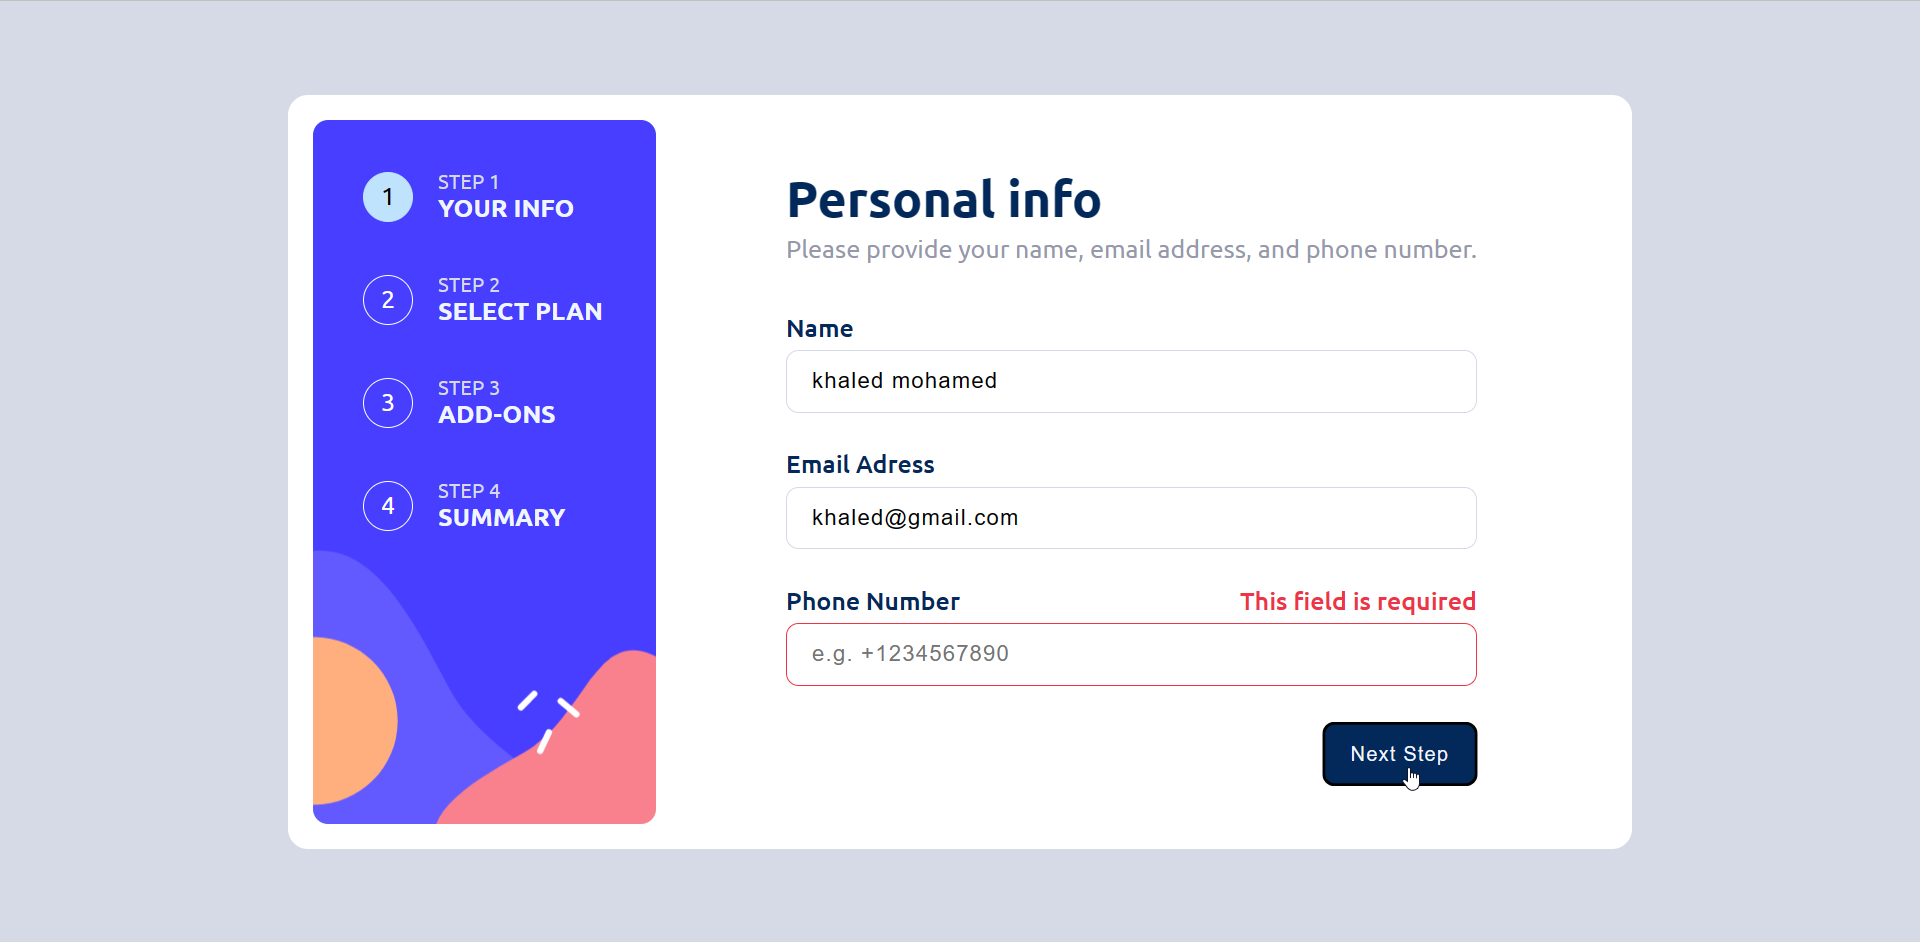 1
STEP 1
YOUR INFO
2
STEP 2
SELECT PLAN
3
STEP 3
ADD-ONS
4
STEP 4
SUMMARY
Personal info
Please provide your name, email address, and phone number.
Name
khaled mohamed
Email Adress
khaled@gmail.com
Phone Number This field is required
e.g. +1234567890
Next Step